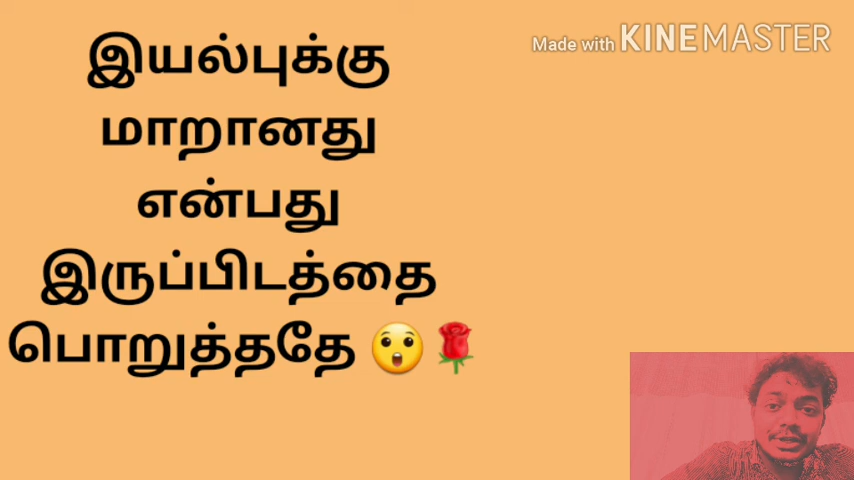 இயல்புக்கு
மாறானது
என்பது
இருப்பிடத்தை
பொறுத்ததே 😲🌹
Made with KINEMASTER